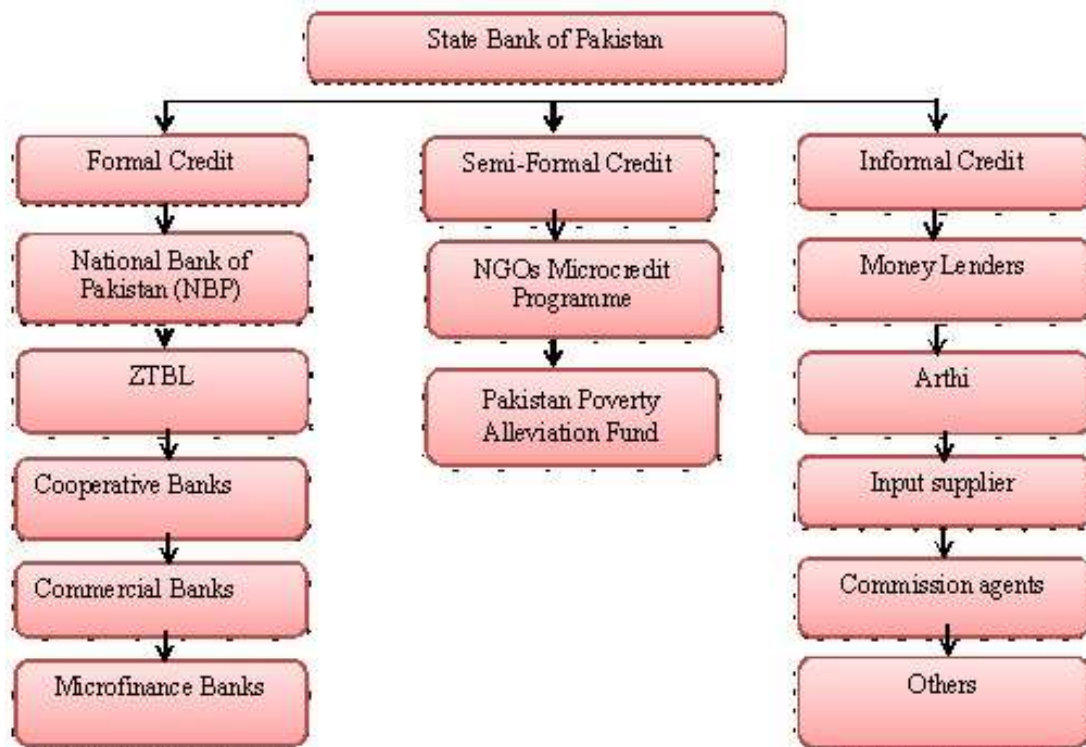 State Bank of Pakistan
Formal Credit
National Bank of
Pakistan (NBP)
ZTBL
Cooperative Banks
Commercial Banks
Microfinance Banks
Semi-Formal Credit
NGOs Microcredit
Programme
Pakistan Poverty
Alleviation Fund
Informal Credit
Money Lenders
Arthi
Input supplier
Commission agents
Others